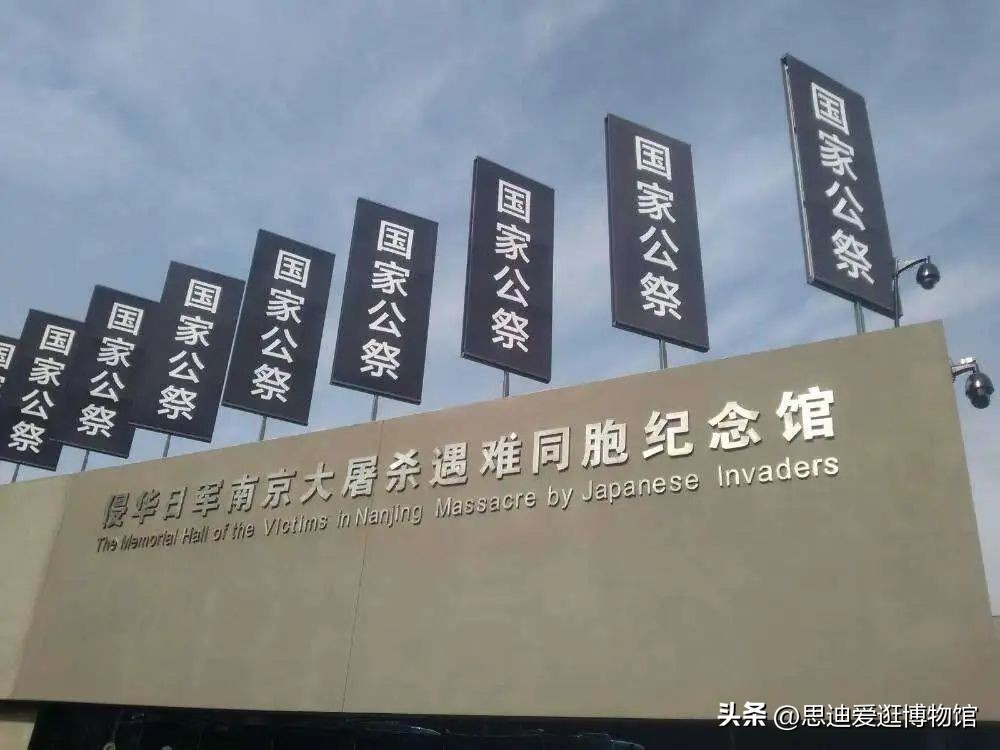 国
国家公祭
国家公祭
国家公祭
国家公祭
国家公祭
国家公祭
国家公祭
国家公祭
侵华日军南京大屠杀遇难同胞纪念馆
The Memorial Hall of the Victims in Nanjing Massacre by Japanese Invaders
头条 @思迪爱逛博物馆